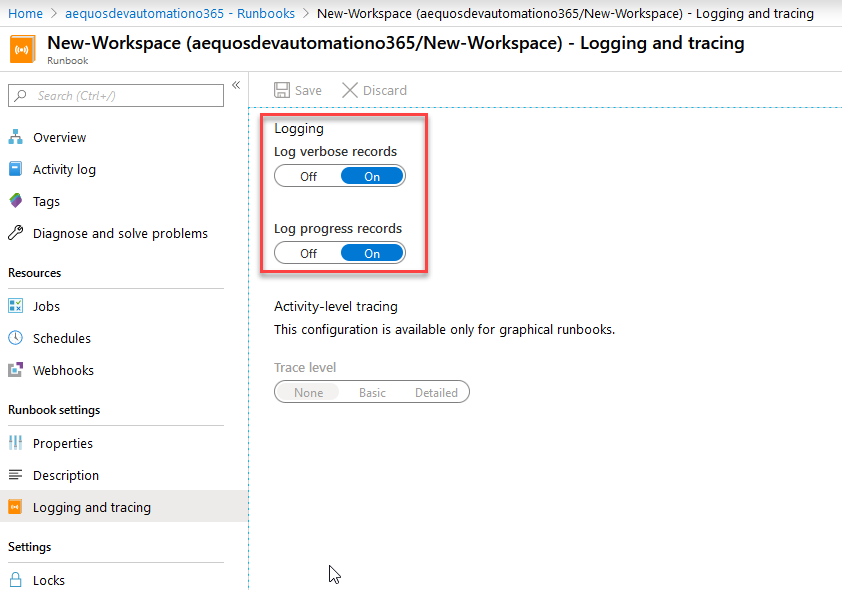 Home > aequosdevautomationo365 - Runbooks > New-Workspace (aequosdevautomationo365/New-Workspace) - Logging and tracing
New-Workspace (aequosdevautomationo365/New-Workspace) - Logging and tracing
Runbook
Search (Ctrl+/)
«
Save
Discard
Overview
Activity log
Tags
Diagnose and solve problems
Resources
Jobs
Schedules
Webhooks
Runbook settings
Properties
Description
Logging and tracing
Settings
Locks
Logging
Log verbose records
Off On
Log progress records
Off On
Activity-level tracing
This configuration is available only for graphical runbooks.
Trace level
None Basic Detailed